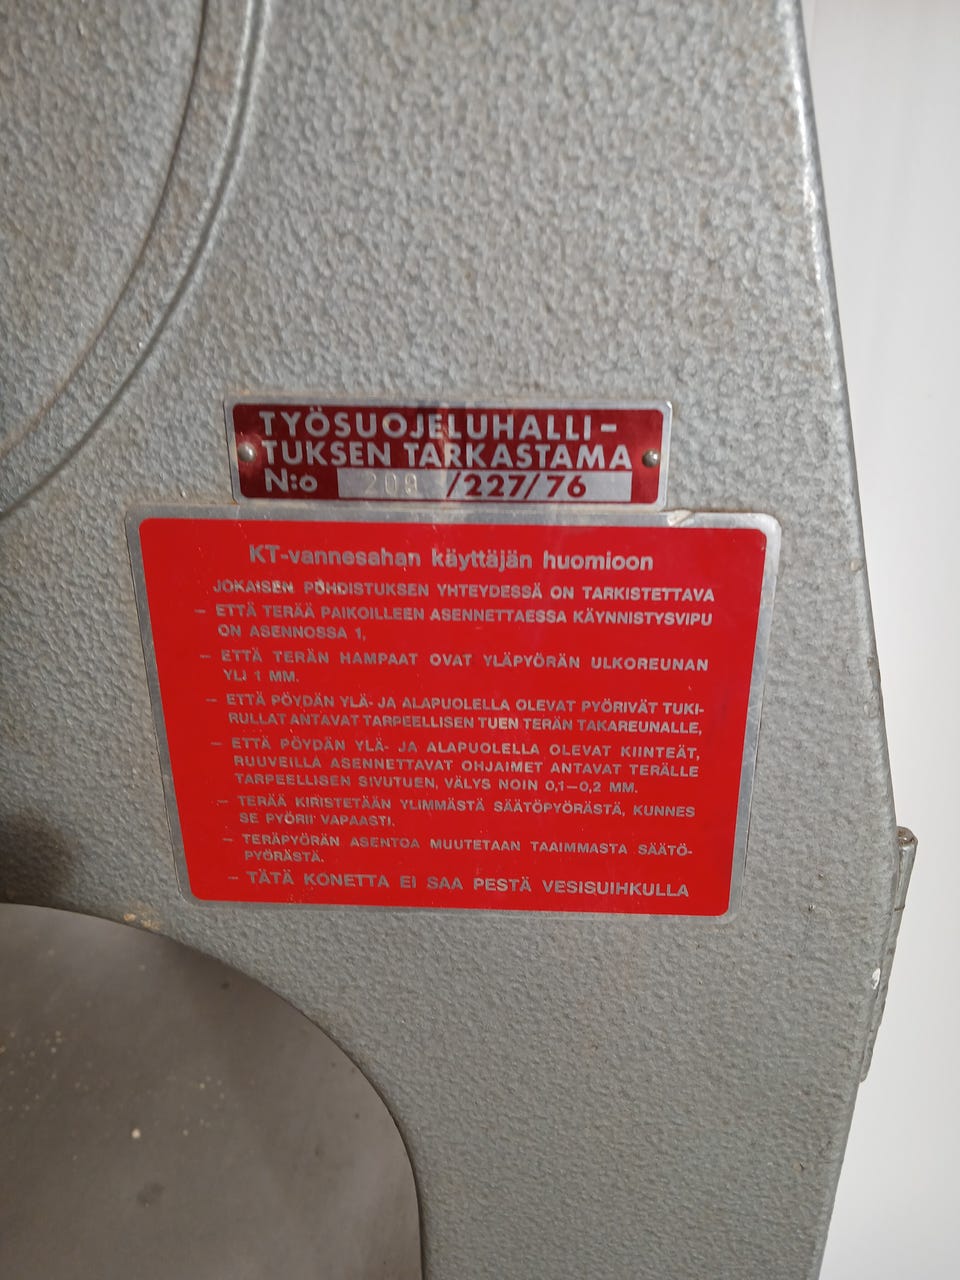 TYÖSUOJELUHALLI-
TUKSEN TARKASTAMA
N:o 208 /227/76
KT-vannesahan käyttäjän huomioon
JOKAISEN PUHDISTUKSEN YHTEYDESSÄ ON TARKISTETTAVA
– ETTÄ TERÄÄ PAIKOILLEEN ASENNETTAESSA KÄYNNISTYSVIPU
ON ASENNOSSA 1,
– ETTÄ TERÄN HAMPAAT OVAT YLÄPYÖRÄN ULKOREUNAN
YLI 1 MM.
– ETTÄ PÖYDÄN YLÄ- JA ALAPUOLELLA OLEVAT PYÖRIVÄT TUKI-
RULLAT ANTAVAT TARPEELLISEN TUEN TERÄN TAKAREUNALLE,
– ETTÄ PÖYDÄN YLÄ- JA ALAPUOLELLA OLEVAT KIINTEÄT,
RUUVEILLA ASENNETTAVAT OHJAIMET ANTAVAT TERÄLLE
TARPEELLISEN SIVUTUEN, VÄLYS NOIN 0,1–0,2 MM.
– TERÄÄ KIRISTETÄÄN YLIMMÄSTÄ SÄÄTÖPYÖRÄSTÄ, KUNNES
SE PYÖRII VAPAASTI.
– TERÄPYÖRÄN ASENTOA MUUTETAAN TAAIMMASTA SÄÄTÖ-
PYÖRÄSTÄ.
– TÄTÄ KONETTA EI SAA PESTÄ VESISUIHKULLA